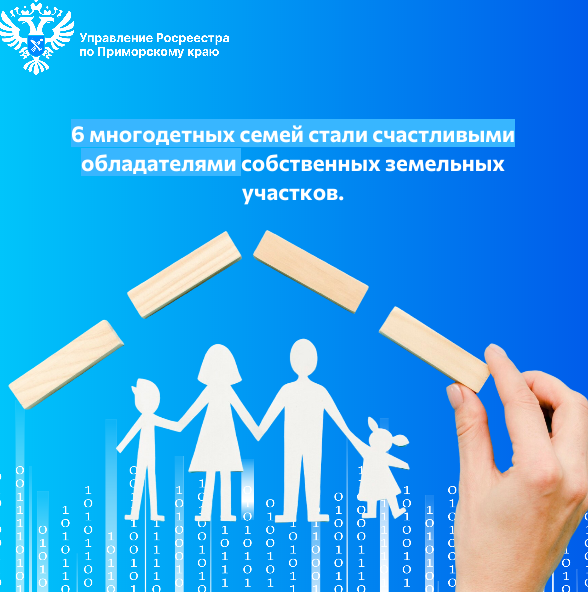 Управление Росреестра
по Приморскому краю
6 многодетных семей стали счастливыми
обладателями собственных земельных
участков.